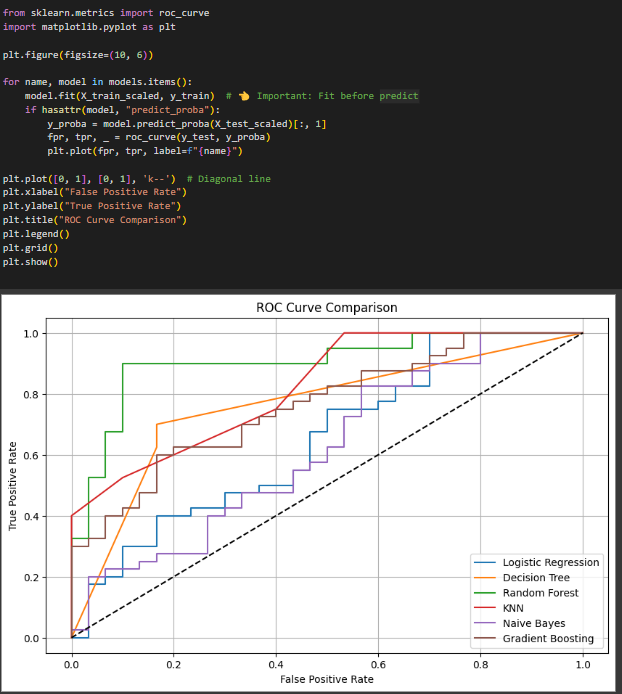 from sklearn.metrics import roc_curve
import matplotlib.pyplot as plt
plt.figure(figsize=(10, 6))
for name, model in models.items():
    model.fit(X_train_scaled, y_train)  # 👈 Important: Fit before predict
    if hasattr(model, "predict_proba"):
        y_proba = model.predict_proba(X_test_scaled)[:, 1]
        fpr, tpr, _ = roc_curve(y_test, y_proba)
        plt.plot(fpr, tpr, label=f"{name}")
plt.plot([0, 1], [0, 1], 'k--')  # Diagonal line
plt.xlabel("False Positive Rate")
plt.ylabel("True Positive Rate")
plt.title("ROC Curve Comparison")
plt.legend()
plt.grid()
plt.show()
ROC Curve Comparison
True Positive Rate
1.0
0.8
0.6
0.4
0.2
0.0
Logistic Regression
Decision Tree
Random Forest
KNN
Naive Bayes
Gradient Boosting
0.0 0.2 0.4 0.6 0.8 1.0
False Positive Rate